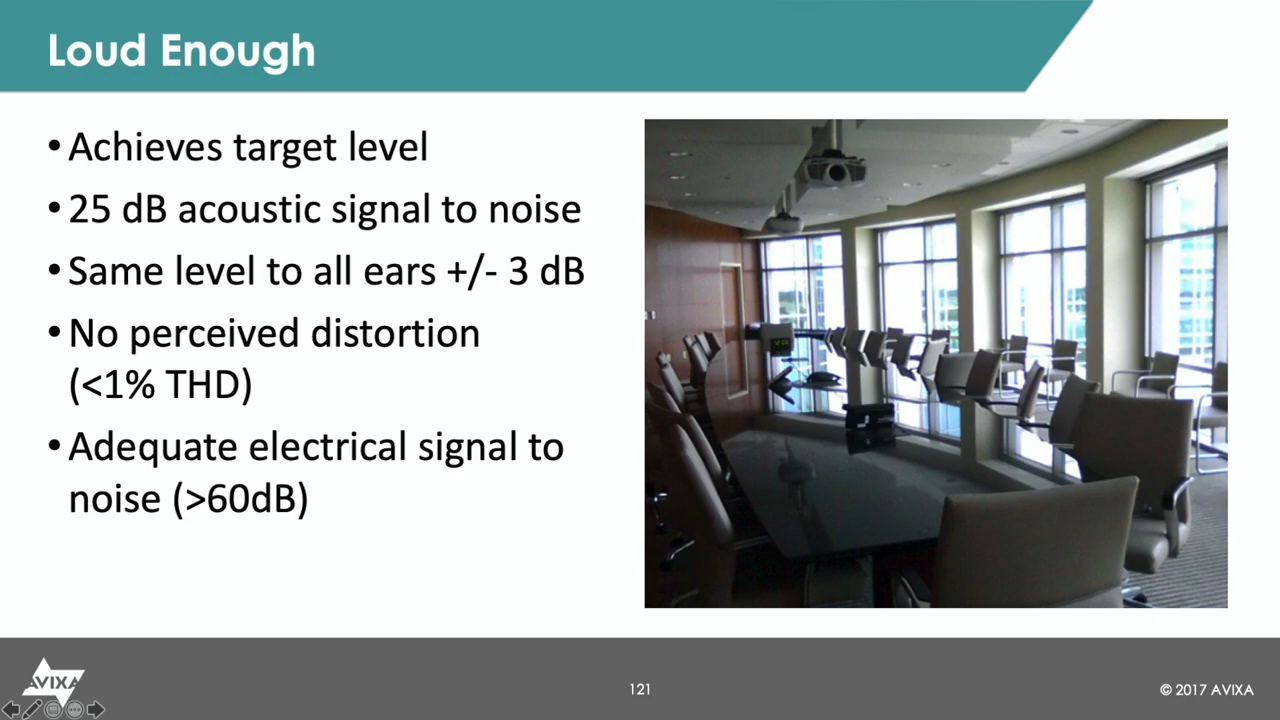 Loud Enough
• Achieves target level
• 25 dB acoustic signal to noise
• Same level to all ears +/- 3 dB
• No perceived distortion
(<1% THD)
• Adequate electrical signal to
noise (>60dB)
AVIXA
121
© 2017 AVIXA